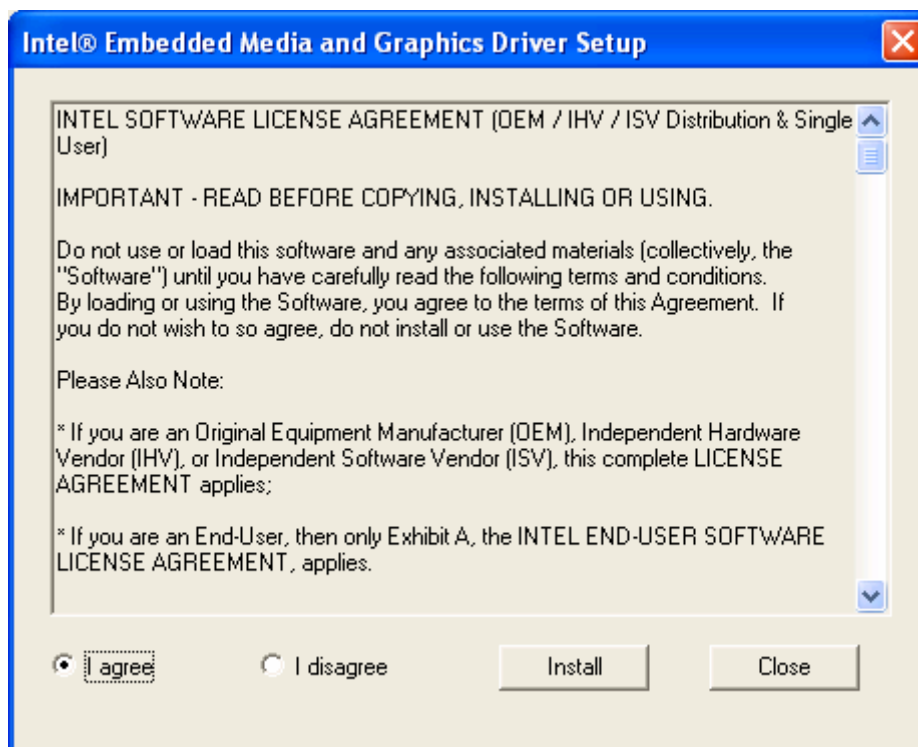 Intel® Embedded Media and Graphics Driver Setup
INTEL SOFTWARE LICENSE AGREEMENT (OEM / IHV / ISV Distribution & Single
User)
IMPORTANT - READ BEFORE COPYING, INSTALLING OR USING.
Do not use or load this software and any associated materials (collectively, the
"Software") until you have carefully read the following terms and conditions.
By loading or using the Software, you agree to the terms of this Agreement.  If
you do not wish to so agree, do not install or use the Software.
Please Also Note:
* If you are an Original Equipment Manufacturer (OEM), Independent Hardware
Vendor (IHV), or Independent Software Vendor (ISV), this complete LICENSE
AGREEMENT applies;
* If you are an End-User, then only Exhibit A, the INTEL END-USER SOFTWARE
LICENSE AGREEMENT, applies.
I agree
I disagree
Install
Close